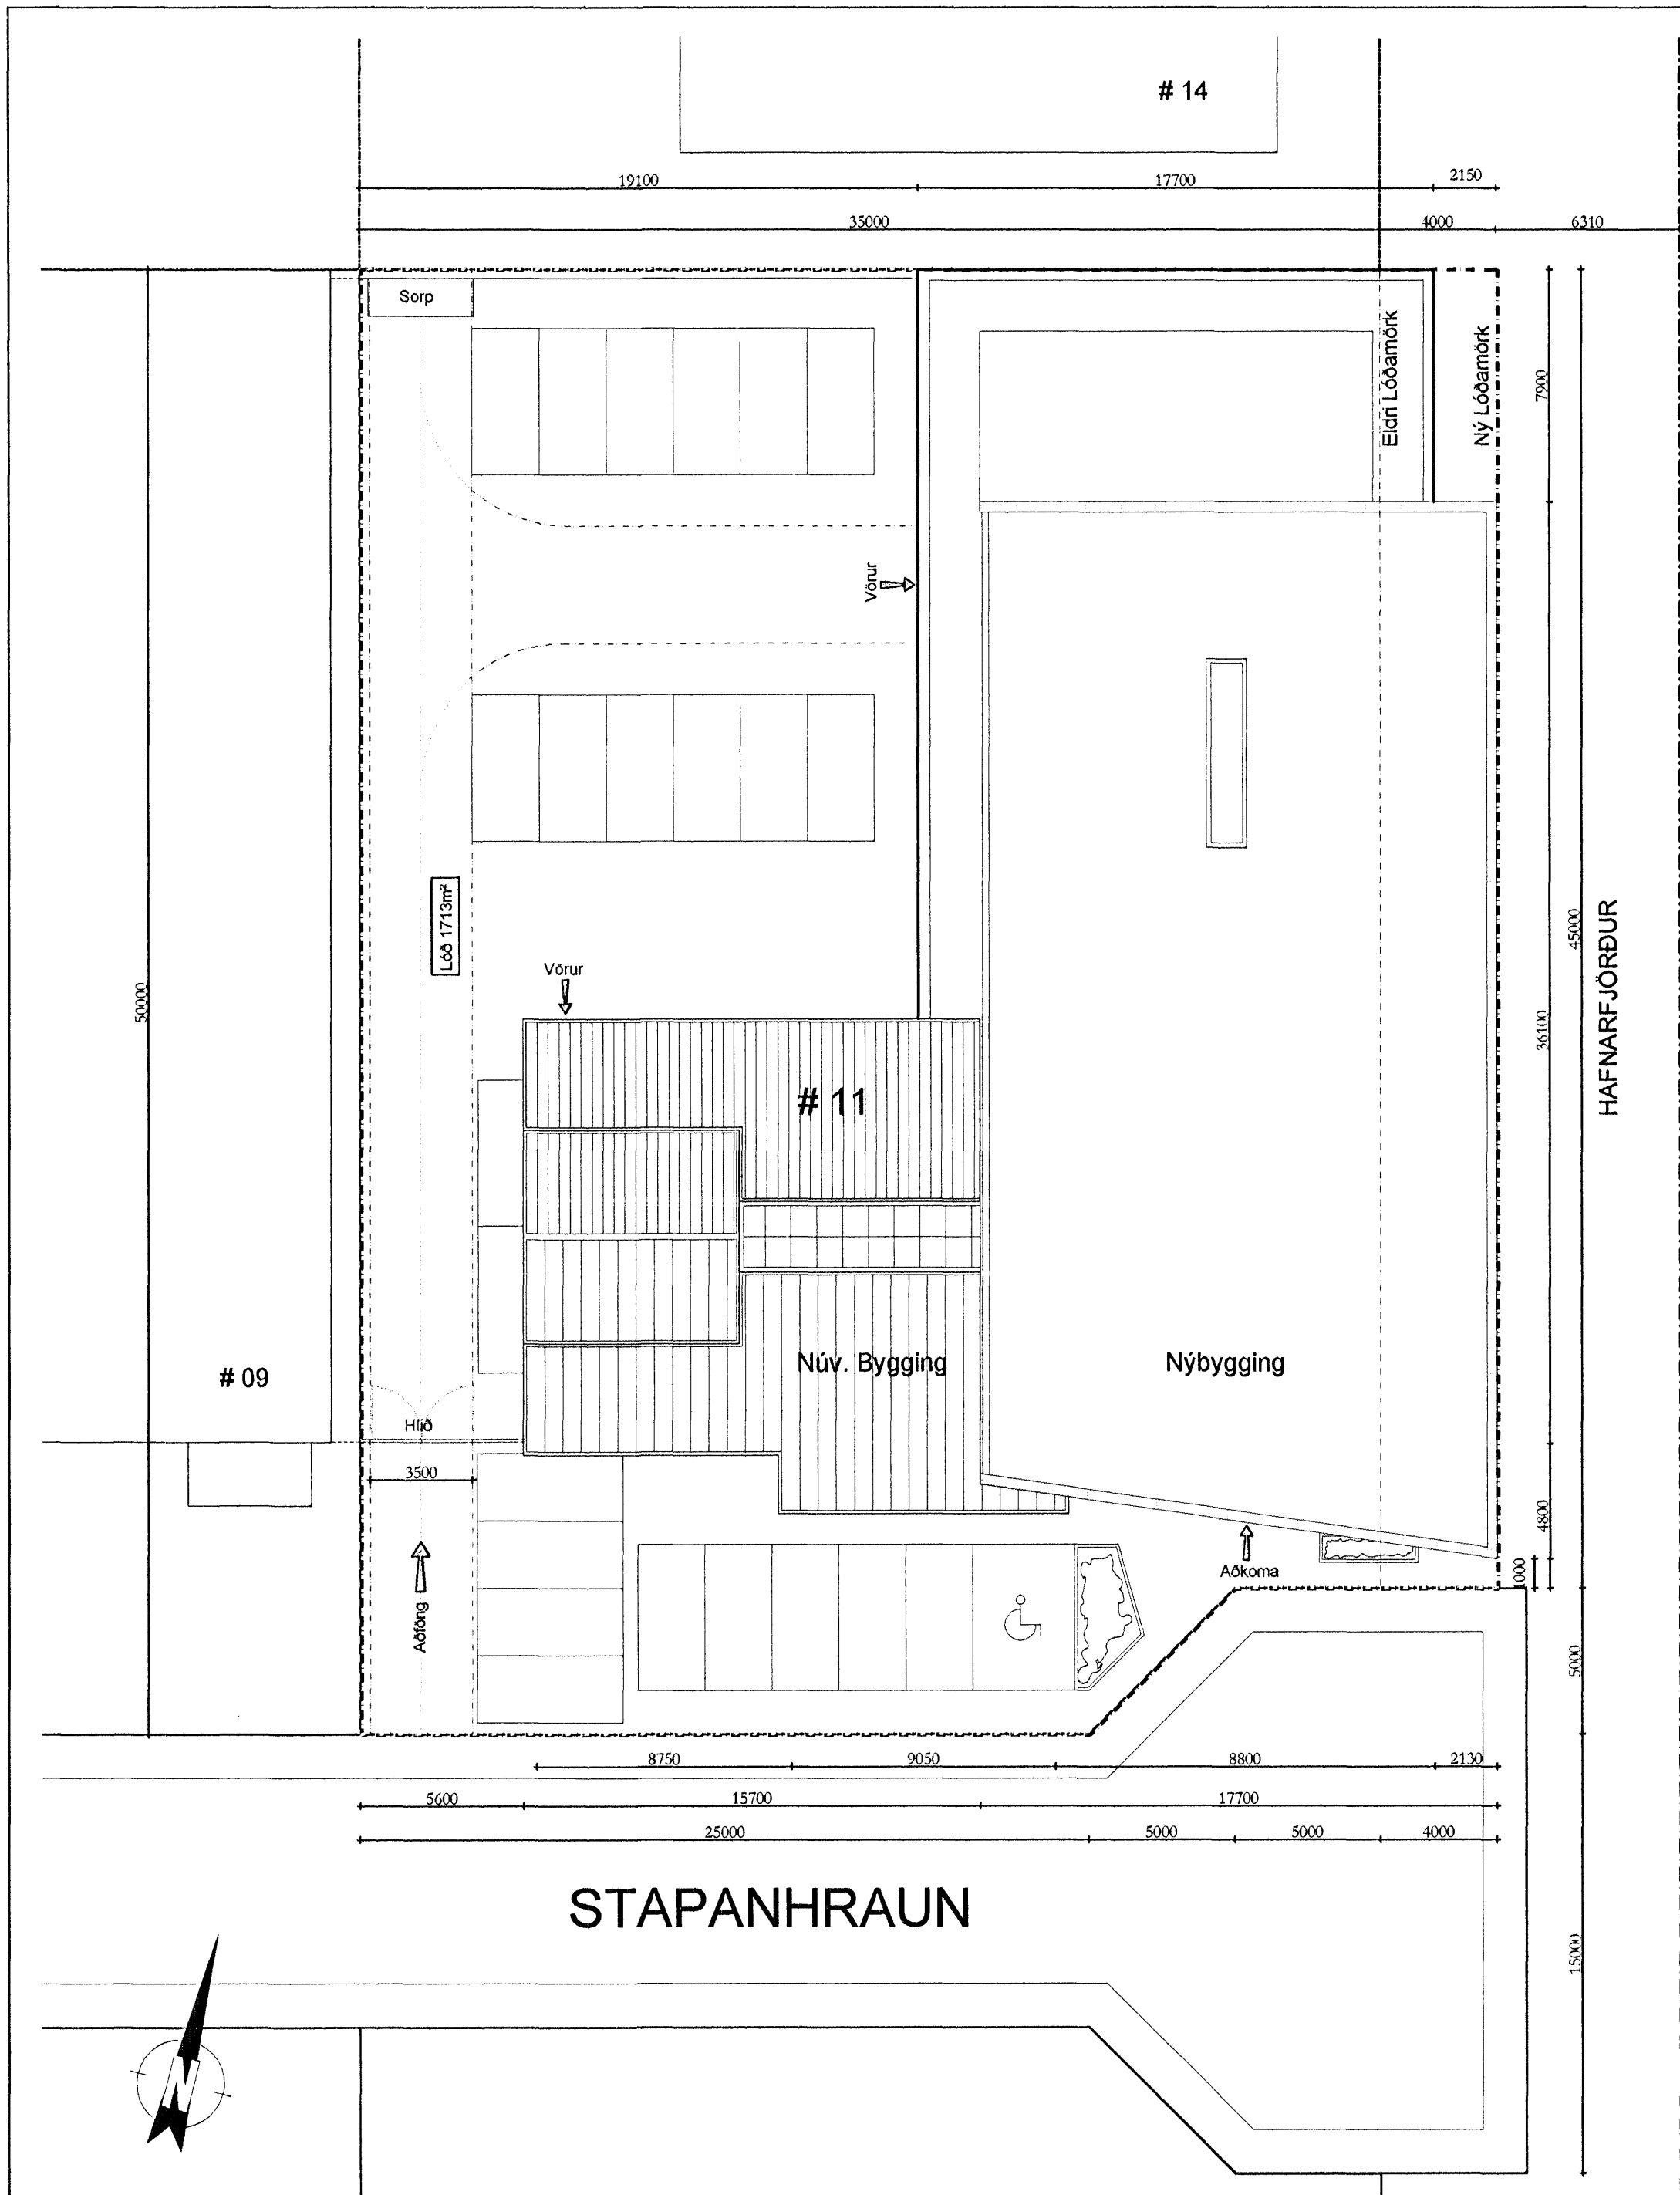 # 14
19100
17700
2150
35000
4000
6310
Sorp
Eldri Lóðamörk
Ný Lóðamörk
7900
Vörur
Lóð 1713m²
Vörur
50000
45000
36100
HAFNARFJÖRÐUR
# 11
Núv. Bygging
Nýbygging
# 09
Hlið
3500
4800
1000
Aðkoma
Aðföng
5000
8750
9050
8800
2130
5600
15700
17700
25000
5000
5000
4000
STAPANHRAUN
15000